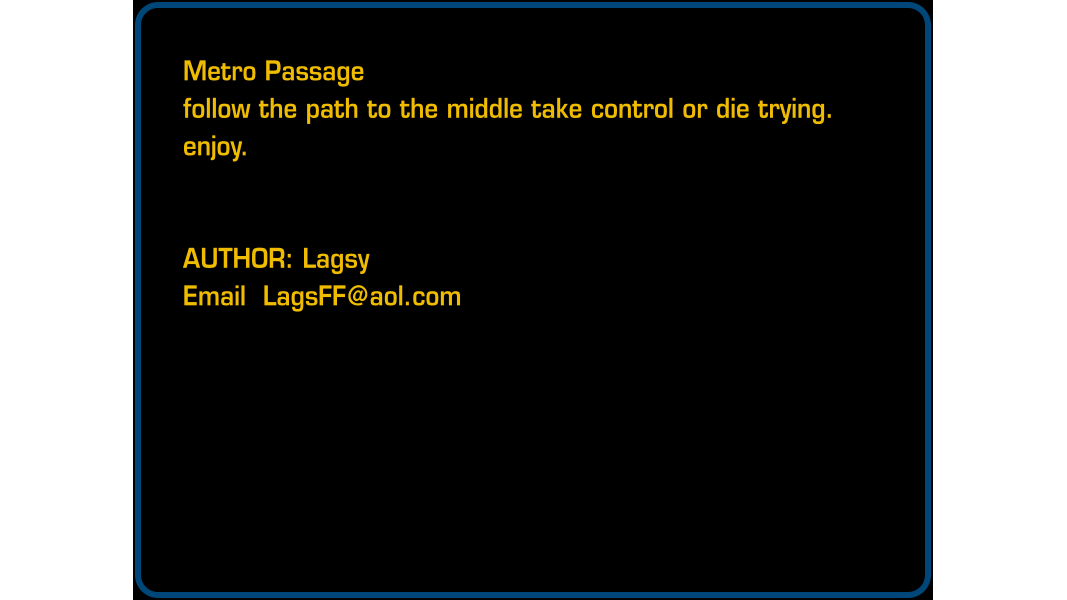 Metro Passage
follow the path to the middle take control or die trying.
enjoy.
AUTHOR: Lagsy
Email  LagsFF@aol.com